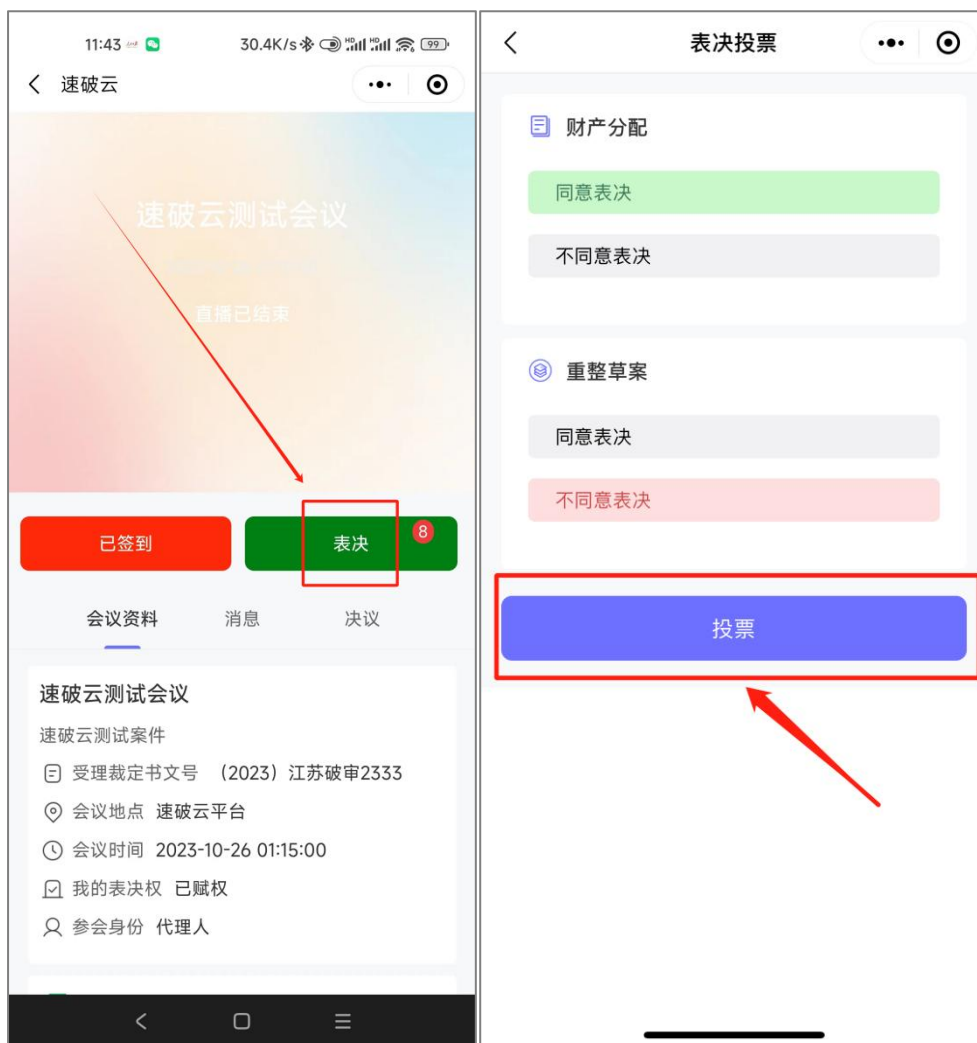 11:43
30.4K/s
99
速破云
速破云测试会议
直播已结束
已签到
表决
8
会议资料
消息
决议
速破云测试会议
速破云测试案件
受理裁定书文号 （2023）江苏破审2333
会议地点 速破云平台
会议时间 2023-10-26 01:15:00
我的表决权 已赋权
参会身份 代理人
表决投票
财产分配
同意表决
不同意表决
重整草案
同意表决
不同意表决
投票